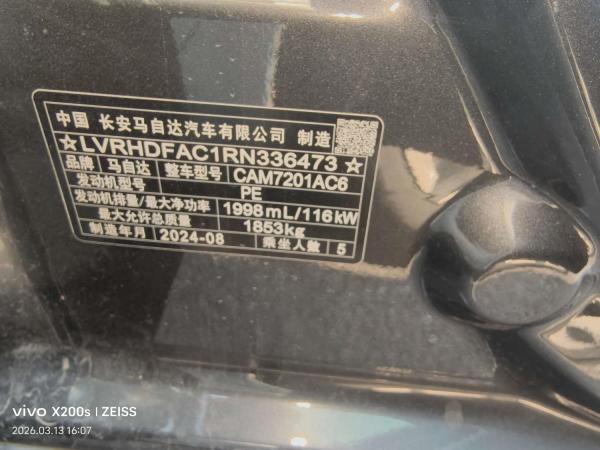 中国 长安马自达汽车有限公司 制造
☆LVRHDFAC1RN336473☆
品牌 马自达 整车型号 CAM7201AC6
发动机型号 PE
发动机排量/最大净功率 1998mL/116kW
最大允许总质量 1853kg
制造年月 2024-08 乘坐人数 5
vivo X200s | ZEISS
2026.03.13 16:07